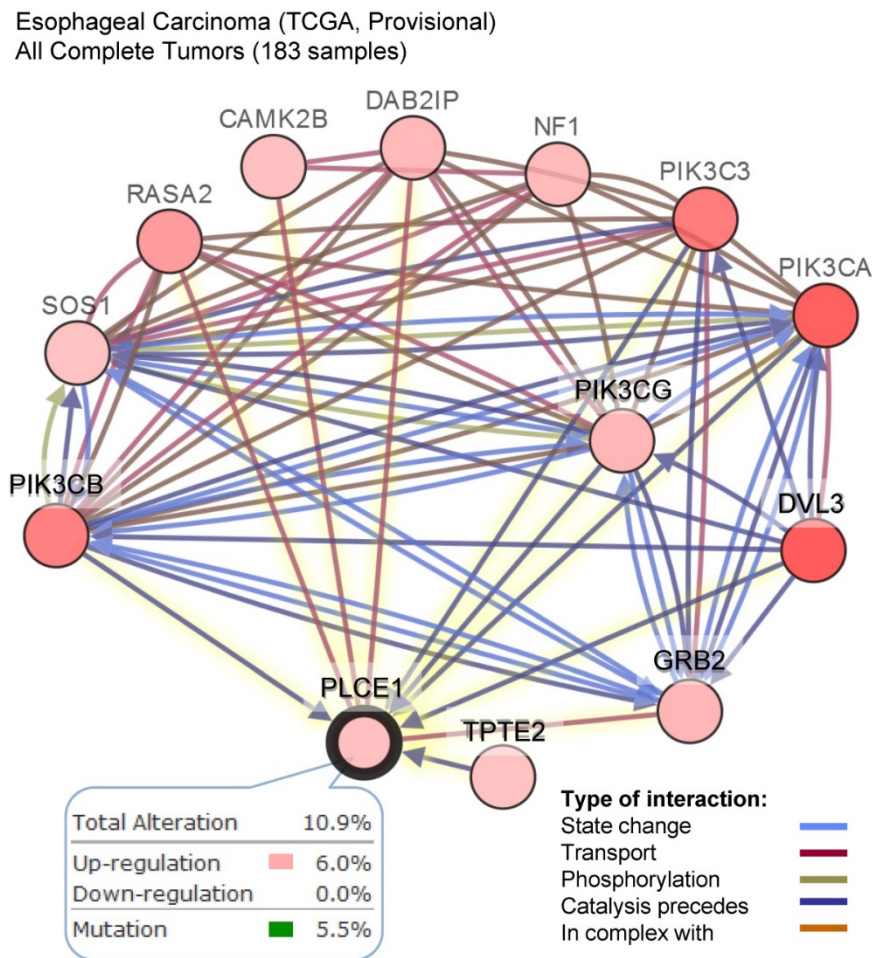 Esophageal Carcinoma (TCGA, Provisional)
All Complete Tumors (183 samples)
DAB2IP
CAMK2B
NF1
PIK3C3
RASA2
PIK3CA
SOS1
PIK3CG
PIK3CB
DVL3
GRB2
PLCE1
TPTE2
Total Alteration 10.9%
Up-regulation 6.0%
Down-regulation 0.0%
Mutation 5.5%
Type of interaction:
State change
Transport
Phosphorylation
Catalysis precedes
In complex with